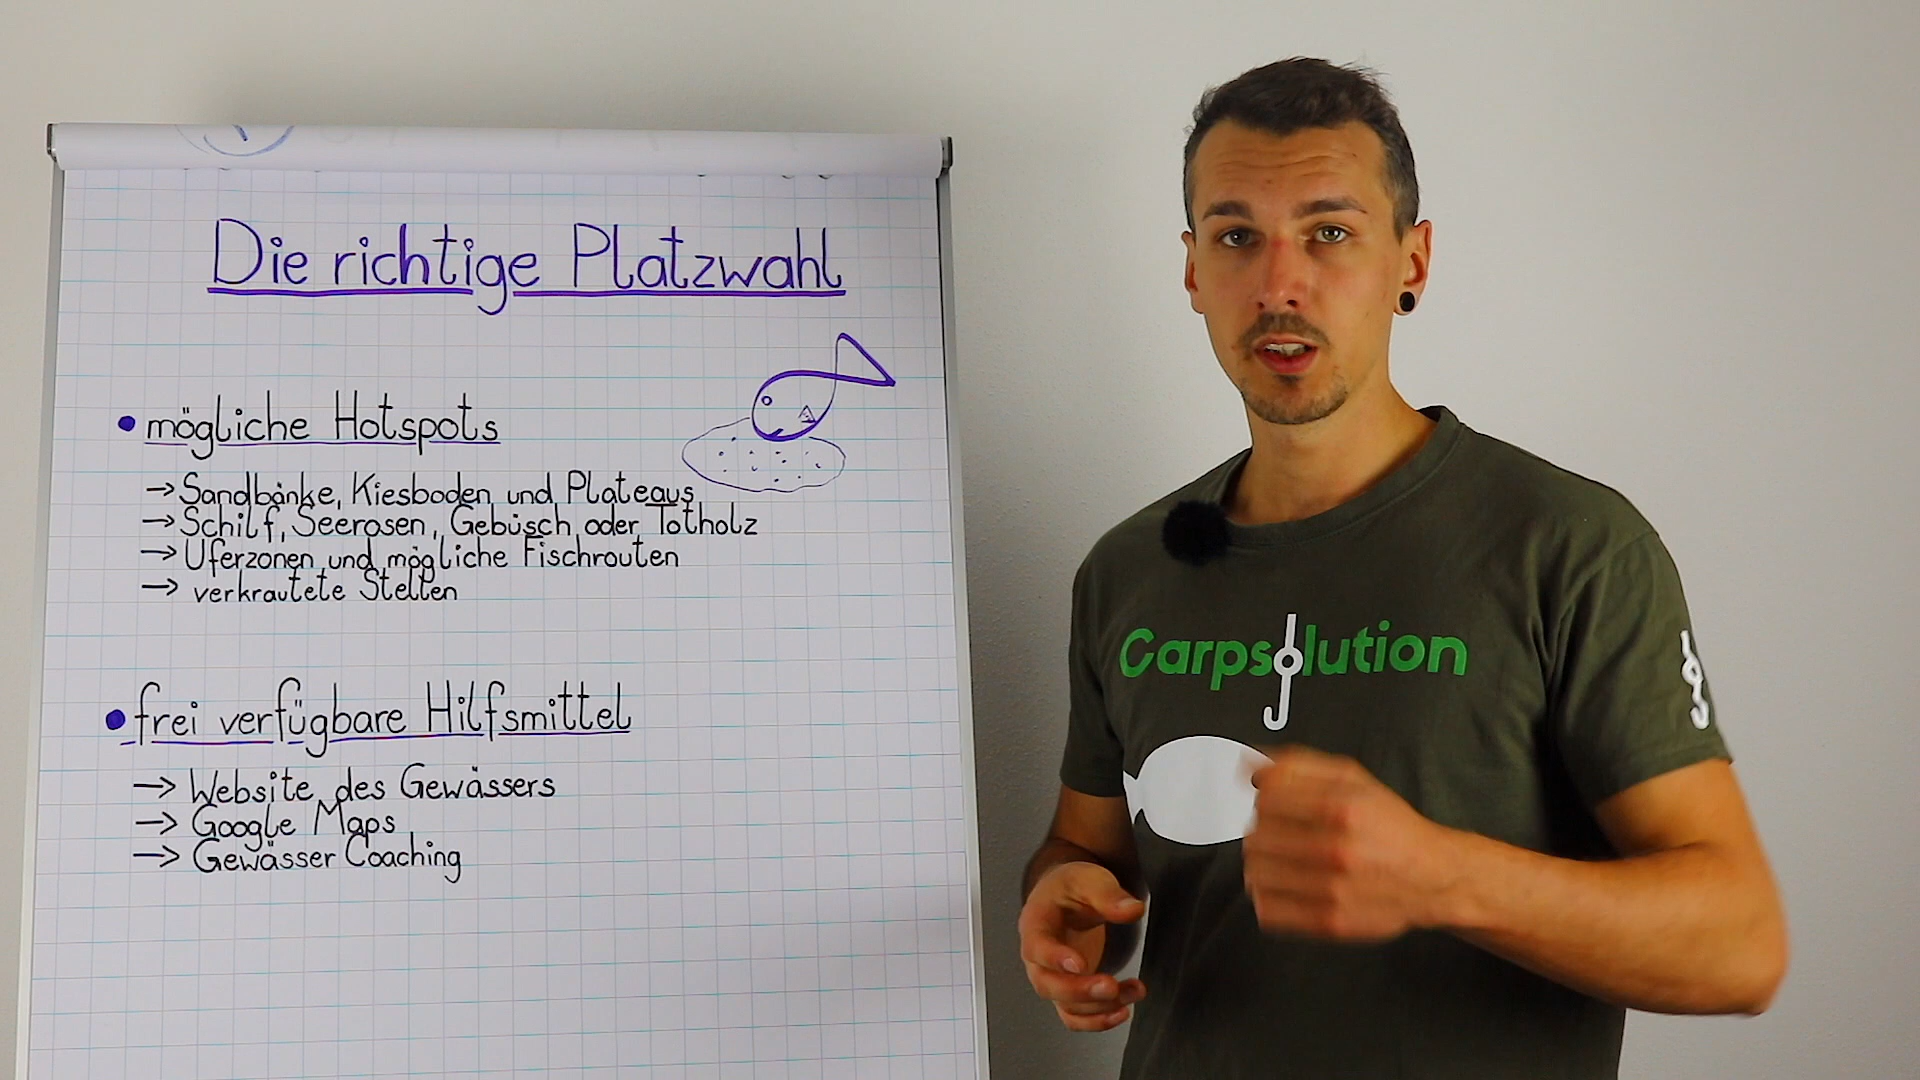 Die richtige Platzwahl
• mögliche Hotspots
→ Sandbänke, Kiesboden und Plateaus
→ Schilf, Seerosen, Gebüsch oder Totholz
→ Uferzonen und mögliche Fischrouten
→ verkrautete Stellen
• frei verfügbare Hilfsmittel
→ Website des Gewässers
→ Google Maps
→ Gewässer Coaching
Carpsolution